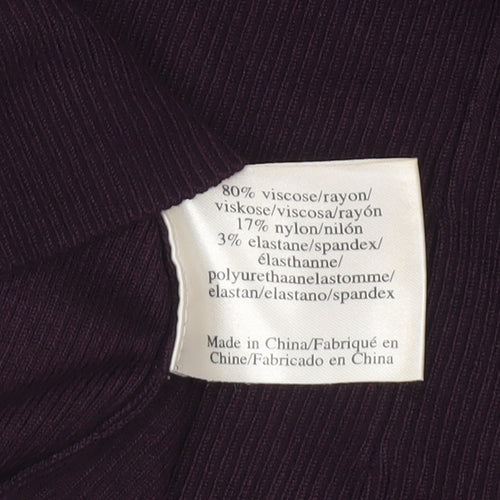 80% viscose/rayon/
viskose/viscosa/rayón
17% nylon/nilón
3% elastane/spandex/
élasthanne/
polyurethaanelastomme/
elastan/elastano/spandex
Made in China/Fabriqué en
Chine/Fabricado en China